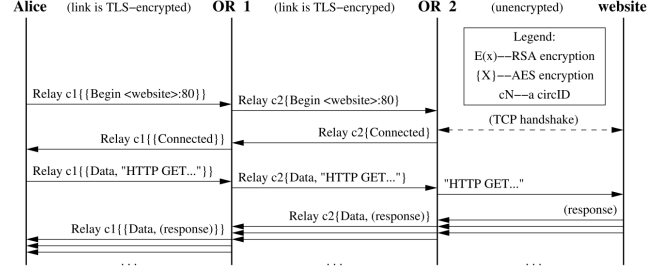 Alice (link is TLS−encrypted) OR 1 (link is TLS−encryped) OR 2 (unencrypted) website
Legend:
E(x)−−RSA encryption
{X}−−AES encryption
cN−−a circID
Relay c1{{Begin <website>:80}}
Relay c2{Begin <website>:80}
(TCP handshake)
Relay c2{Connected}
Relay c1{{Connected}}
Relay c1{{Data, "HTTP GET..."}}
Relay c2{Data, "HTTP GET..."}
"HTTP GET..."
(response)
Relay c2{Data, (response)}
Relay c1{{Data, (response)}}
. . . . . . . . .